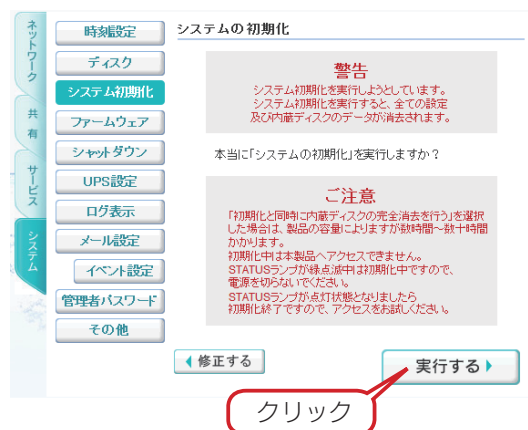 ネットワーク
共有
サービス
システム
時刻設定
ディスク
システム初期化
ファームウェア
シャットダウン
UPS設定
ログ表示
メール設定
イベント設定
管理者パスワード
その他
システムの初期化
警告
システム初期化を実行しようとしています。
システム初期化を実行すると、全ての設定
及び内蔵ディスクのデータが消去されます。
本当に「システムの初期化」を実行しますか？
ご注意
「初期化と同時に内蔵ディスクの完全消去を行う」を選択
した場合は、製品の容量によりますが数時間～数十時間
かかります。
初期化中は本製品へアクセスできません。
STATUSランプが緑点滅中は初期化中ですので、
電源を切らないでください。
STATUSランプが点灯状態となりましたら
初期化終了ですので、アクセスをお試しください。
修正する
実行する
クリック